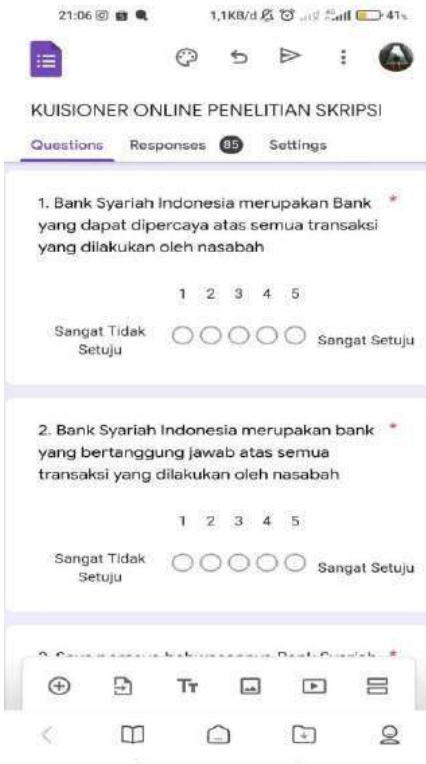 21:06 1,1KB/d 41%
KUISIONER ONLINE PENELITIAN SKRIPSI
Questions Responses 85 Settings
1. Bank Syariah Indonesia merupakan Bank *
yang dapat dipercaya atas semua transaksi
yang dilakukan oleh nasabah
1 2 3 4 5
Sangat Tidak
Setuju
Sangat Setuju
2. Bank Syariah Indonesia merupakan bank *
yang bertanggung jawab atas semua
transaksi yang dilakukan oleh nasabah
1 2 3 4 5
Sangat Tidak
Setuju
Sangat Setuju
Tт